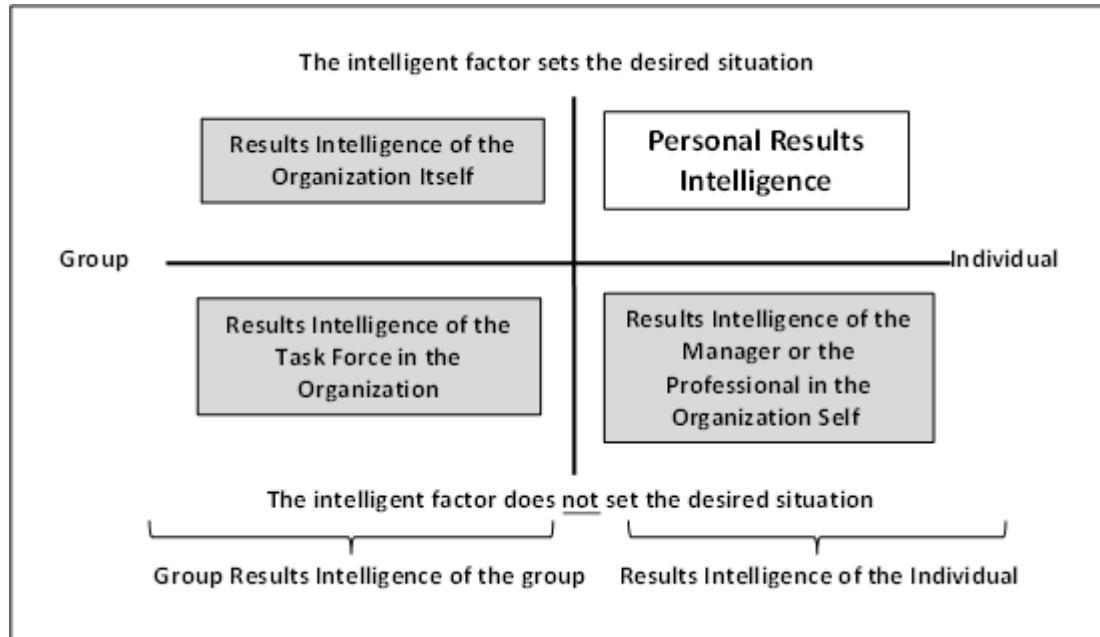 The intelligent factor sets the desired situation
Results Intelligence of the
Organization Itself
Personal Results
Intelligence
Group
Individual
Results Intelligence of the
Task Force in the
Organization
Results Intelligence of the
Manager or the
Professional in the
Organization Self
The intelligent factor does not set the desired situation
Group Results Intelligence of the group
Results Intelligence of the Individual